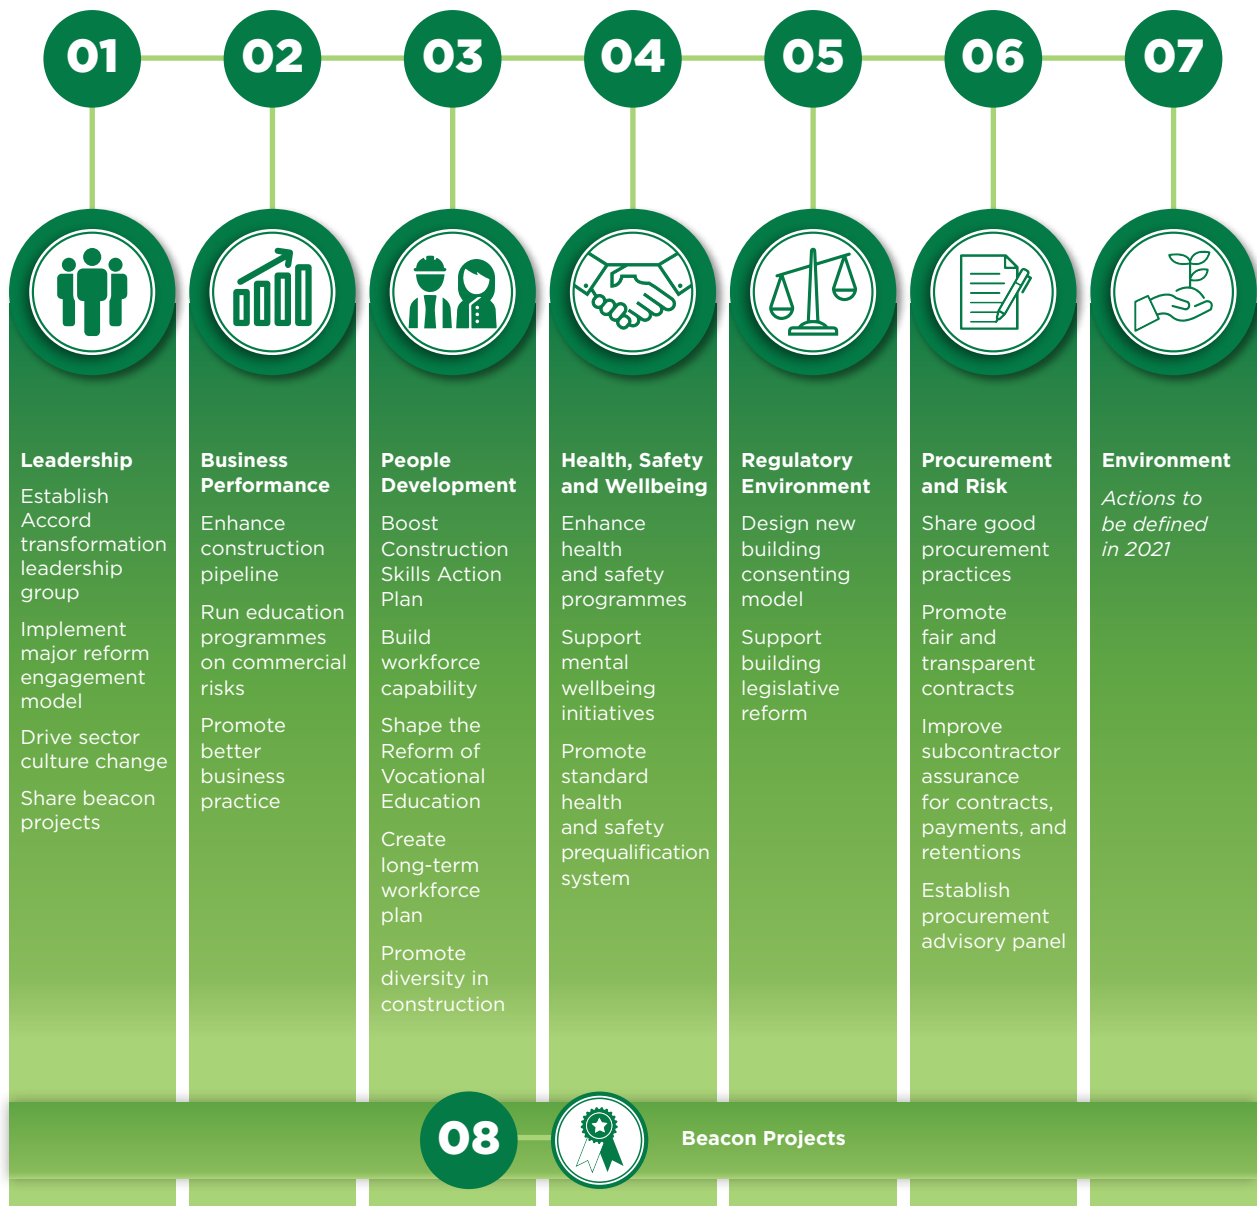 01
02
03
04
05
06
07
Leadership
Establish
Accord
transformation
leadership
group
Implement
major reform
engagement
model
Drive sector
culture change
Share beacon
projects
Business
Performance
Enhance
construction
pipeline
Run education
programmes
on commercial
risks
Promote
better
business
practice
People
Development
Boost
Construction
Skills Action
Plan
Build
workforce
capability
Shape the
Reform of
Vocational
Education
Create
long-term
workforce
plan
Promote
diversity in
construction
Health, Safety
and Wellbeing
Enhance
health
and safety
programmes
Support
mental
wellbeing
initiatives
Promote
standard
health
and safety
prequalification
system
Regulatory
Environment
Design new
building
consenting
model
Support
building
legislative
reform
Procurement
and Risk
Share good
procurement
practices
Promote
fair and
transparent
contracts
Improve
subcontractor
assurance
for contracts,
payments, and
retentions
Establish
procurement
advisory panel
Environment
Actions to
be defined
in 2021
08
Beacon Projects